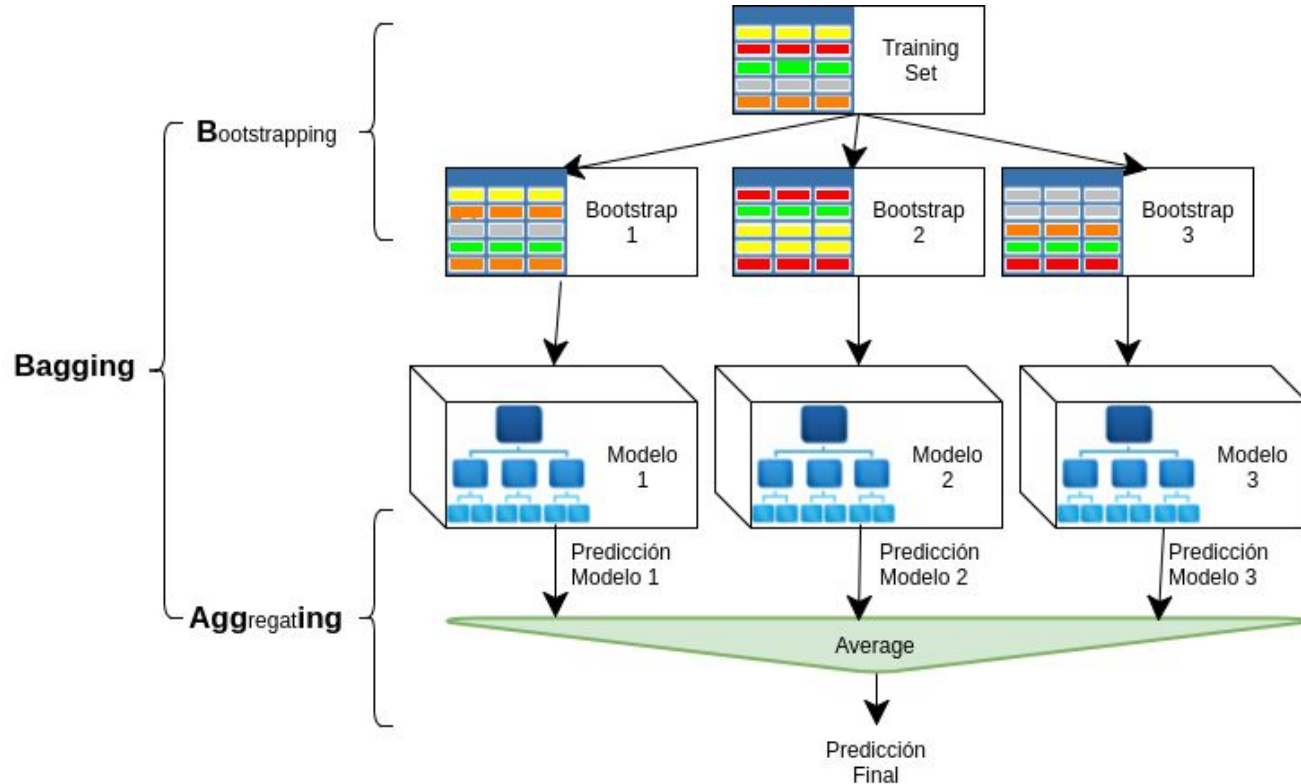 Training
Set
Bootstrapping
Bootstrap
1
Bootstrap
2
Bootstrap
3
Bagging
Modelo
1
Modelo
2
Modelo
3
Predicción
Modelo 1
Predicción
Modelo 2
Predicción
Modelo 3
Aggregating
Average
Predicción
Final